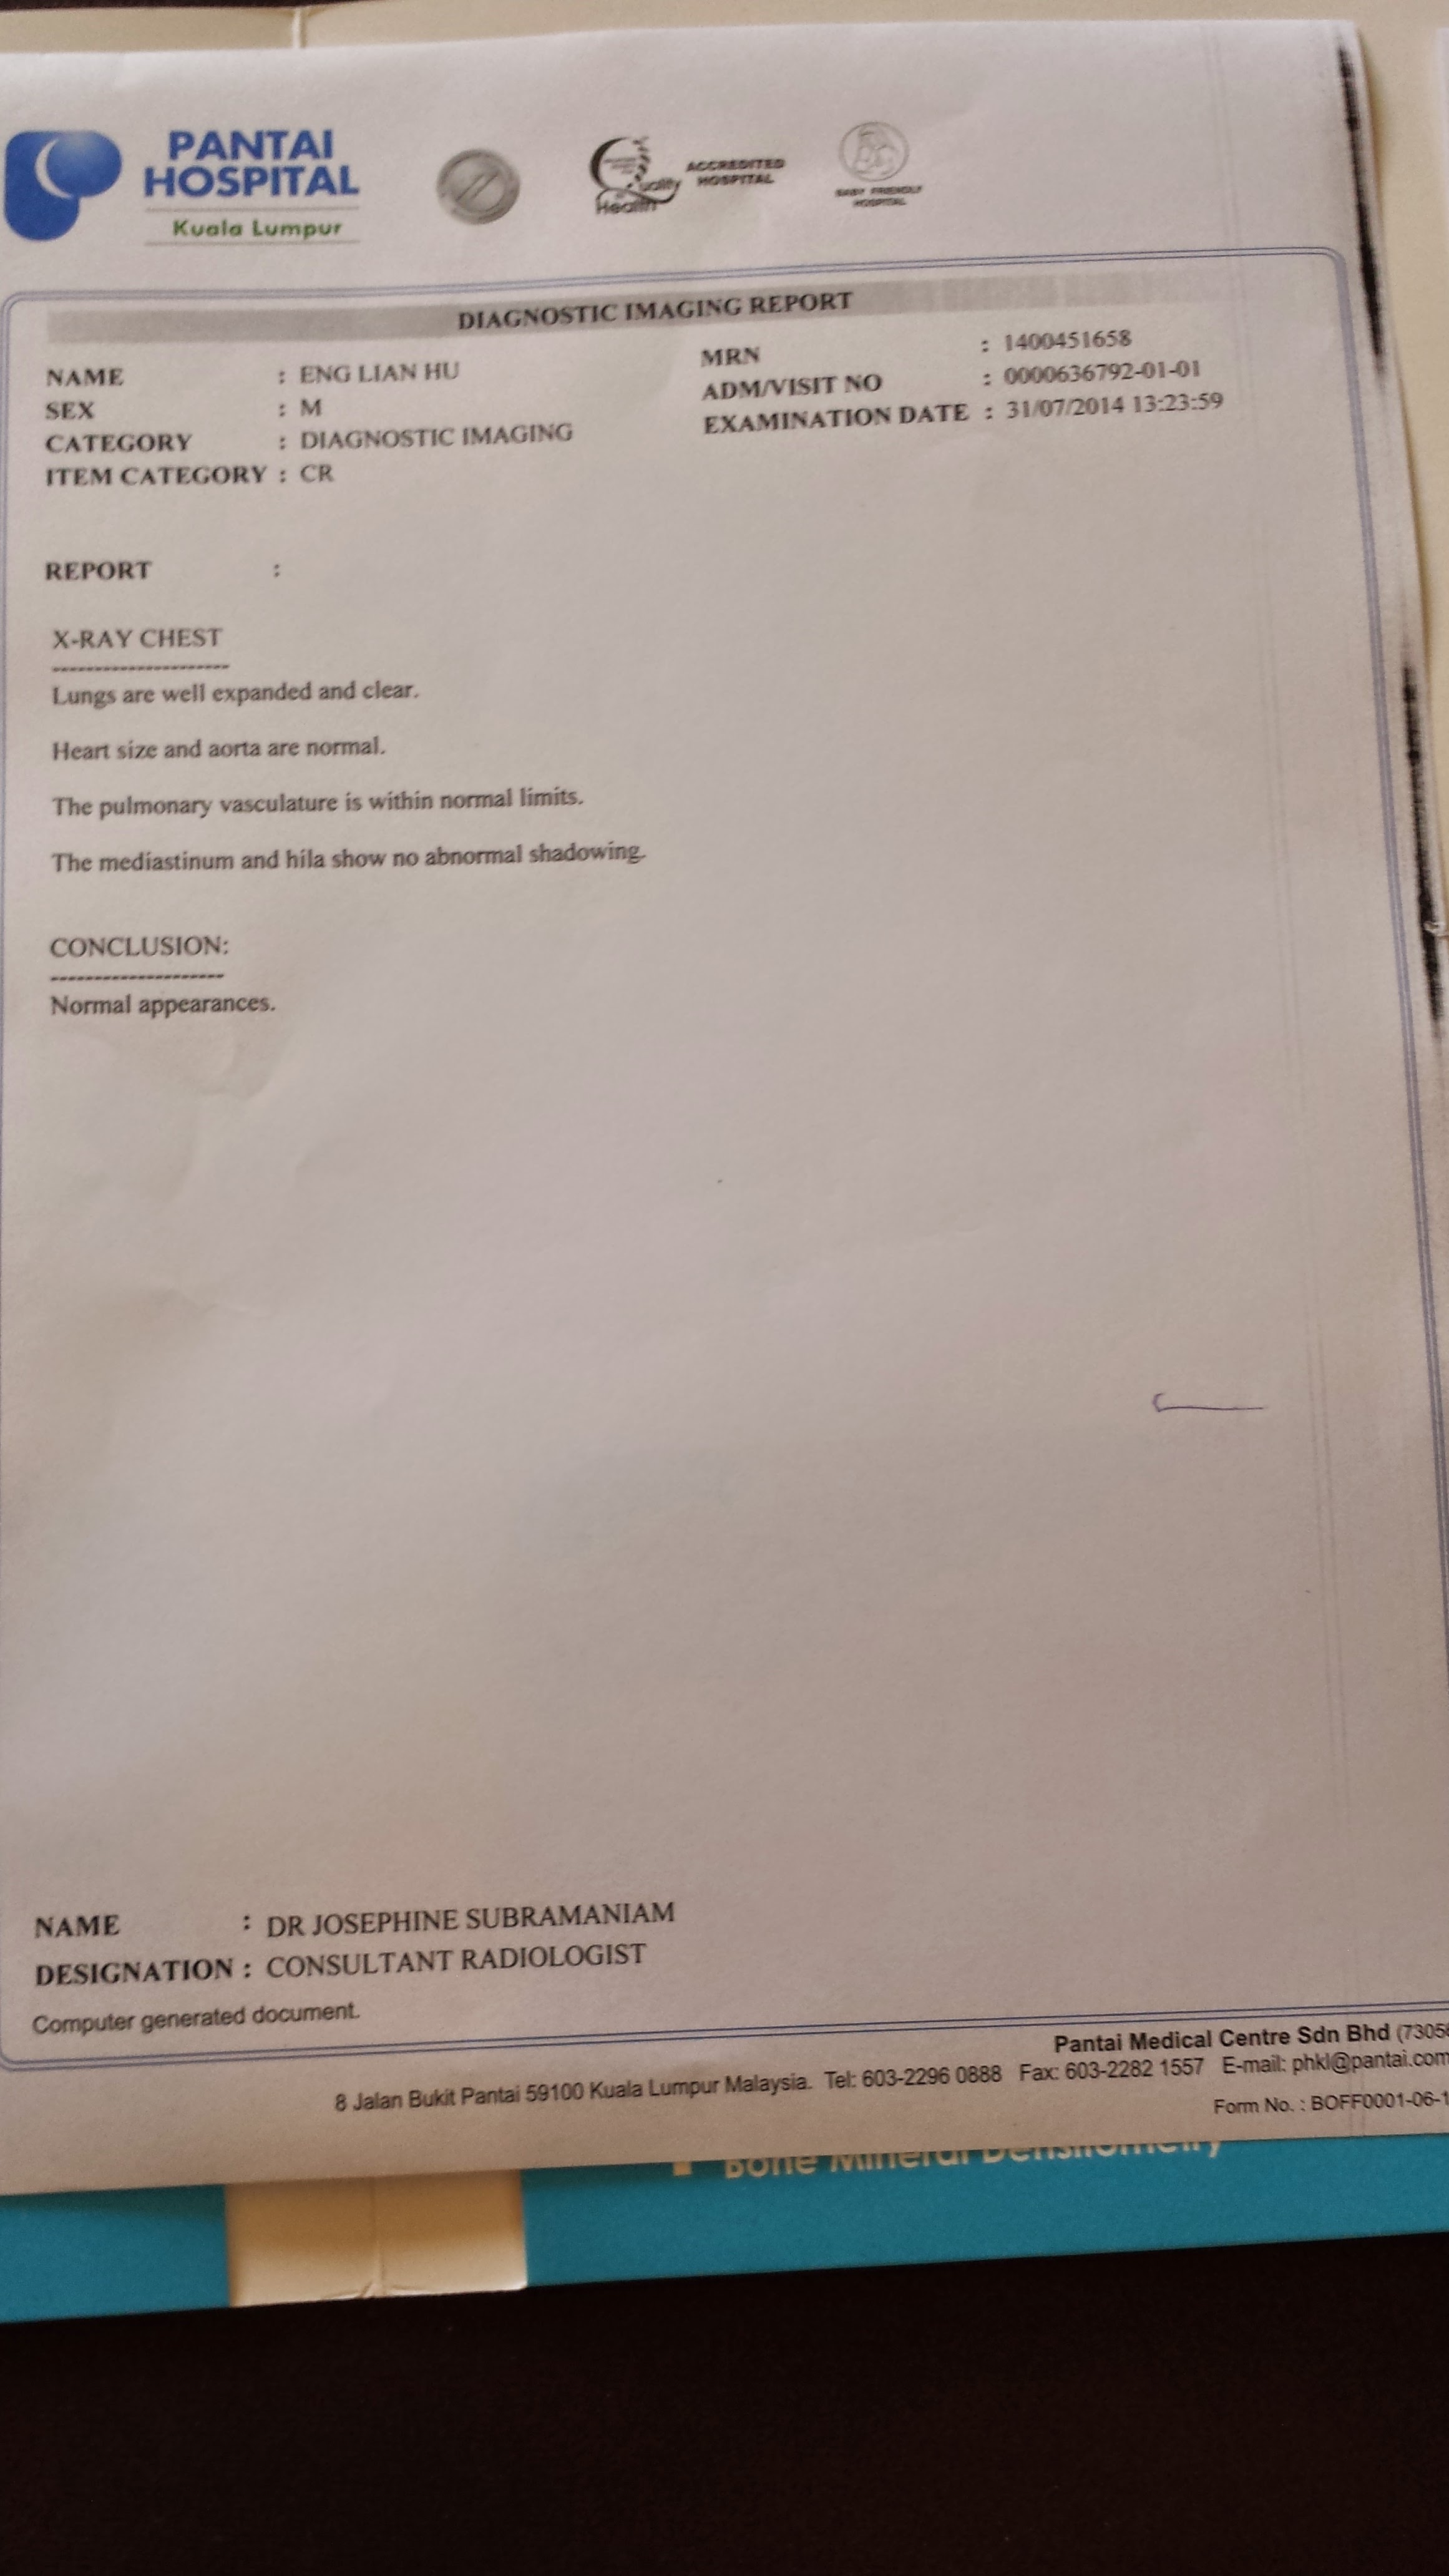 PANTAI
HOSPITAL
Kuala Lumpur
Quality
Health
ACCREDITED
HOSPITAL
BABY FRIENDLY
HOSPITAL
DIAGNOSTIC IMAGING REPORT
NAME : ENG LIAN HU
SEX : M
CATEGORY : DIAGNOSTIC IMAGING
ITEM CATEGORY : CR
MRN : 1400451658
ADM/VISIT NO : 0000636792-01-01
EXAMINATION DATE : 31/07/2014 13:23:59
REPORT :
X-RAY CHEST
--------------------
Lungs are well expanded and clear.
Heart size and aorta are normal.
The pulmonary vasculature is within normal limits.
The mediastinum and hila show no abnormal shadowing.
CONCLUSION:
--------------------
Normal appearances.
NAME : DR JOSEPHINE SUBRAMANIAM
DESIGNATION : CONSULTANT RADIOLOGIST
Computer generated document.
Pantai Medical Centre Sdn Bhd (7305
8 Jalan Bukit Pantai 59100 Kuala Lumpur Malaysia. Tel: 603-2296 0888 Fax: 603-2282 1557 E-mail: phkl@pantai.com
Form No. : BOFF0001-06-1
Bone Mineral Densitometry